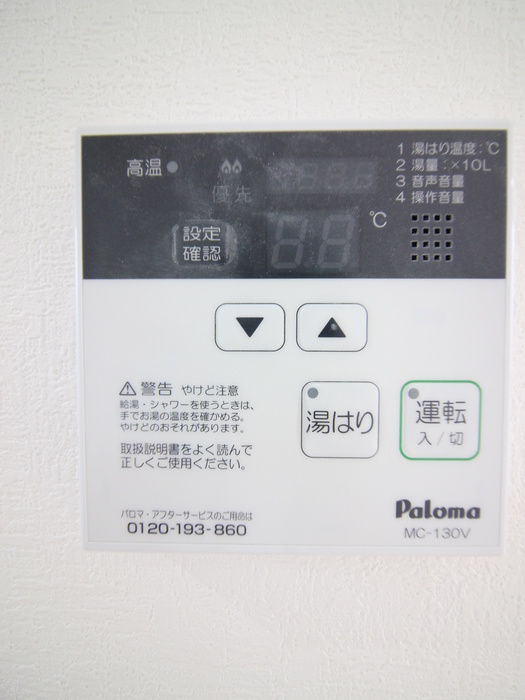 高温
優先
1 湯はり温度:℃
2 湯量:×10L
3 音声音量
4 操作音量
設定
確認
℃
▼
▲
⚠警告 やけど注意
給湯・シャワーを使うときは、
手でお湯の温度を確かめる。
やけどのおそれがあります。
取扱説明書をよく読んで
正しくご使用ください。
湯はり
運転
入/切
パロマ・アフターサービスのご用命は
0120-193-860
Paloma
MC-130V